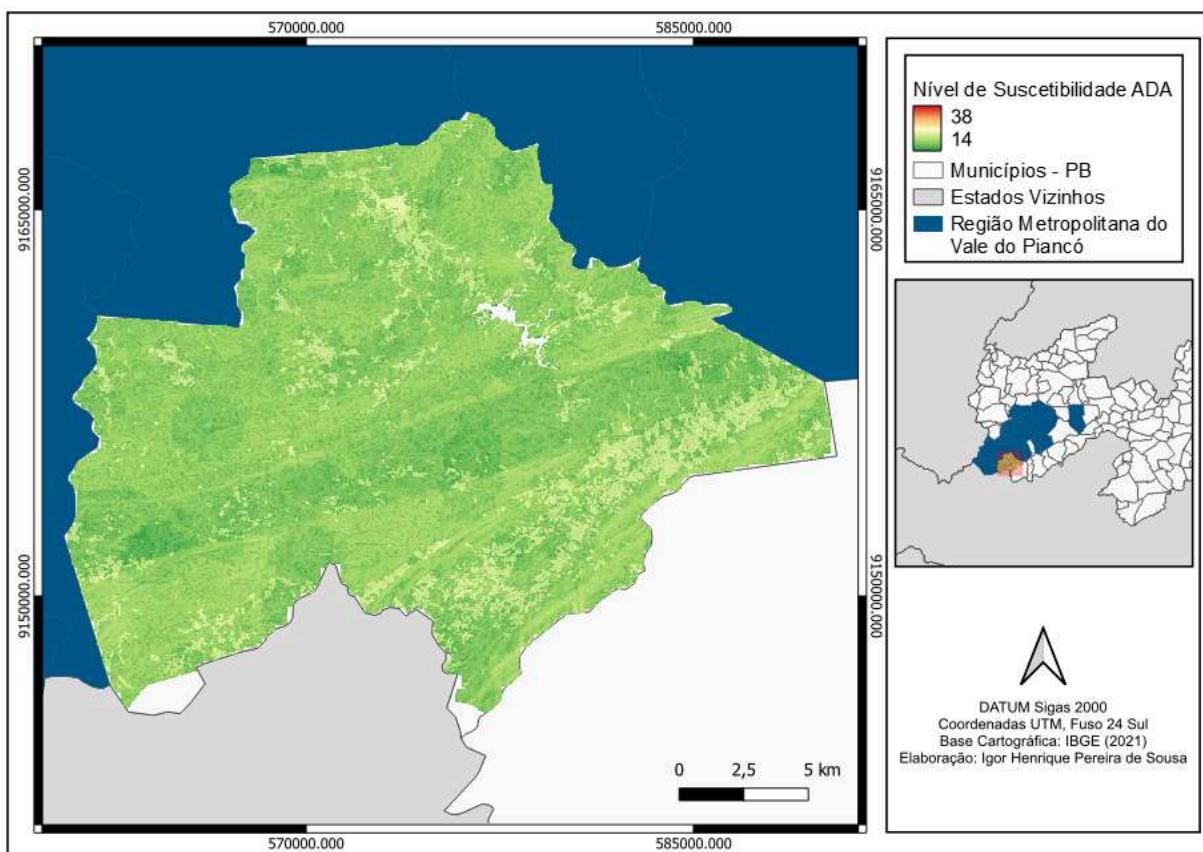 570000.000
585000.000
9165000.000
9165000.000
9150000.000
9150000.000
0 2,5 5 km
570000.000
585000.000
Nível de Suscetibilidade ADA
38
14
Municípios - PB
Estados Vizinhos
Região Metropolitana do
Vale do Piancó
DATUM Sigas 2000
Coordenadas UTM, Fuso 24 Sul
Base Cartográfica: IBGE (2021)
Elaboração: Igor Henrique Pereira de Sousa